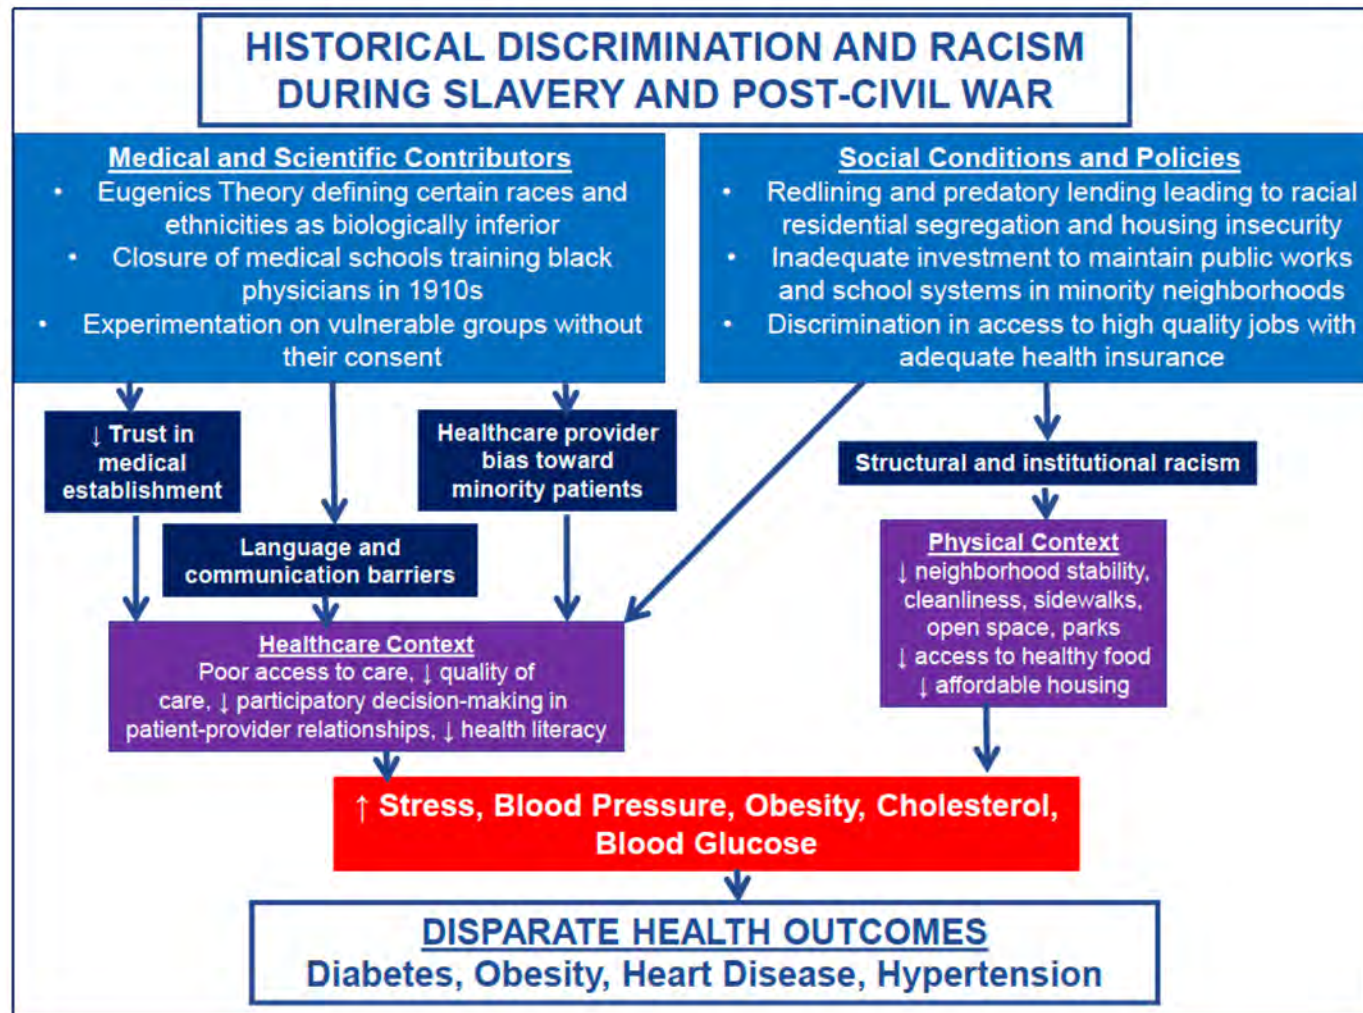 HISTORICAL DISCRIMINATION AND RACISM
DURING SLAVERY AND POST-CIVIL WAR
Medical and Scientific Contributors
• Eugenics Theory defining certain races and
ethnicities as biologically inferior
• Closure of medical schools training black
physicians in 1910s
• Experimentation on vulnerable groups without
their consent
Social Conditions and Policies
• Redlining and predatory lending leading to racial
residential segregation and housing insecurity
• Inadequate investment to maintain public works
and school systems in minority neighborhoods
• Discrimination in access to high quality jobs with
adequate health insurance
↓ Trust in
medical
establishment
Language and
communication barriers
Healthcare provider
bias toward
minority patients
Structural and institutional racism
Healthcare Context
Poor access to care, ↓ quality of
care, ↓ participatory decision-making in
patient-provider relationships, ↓ health literacy
Physical Context
↓ neighborhood stability,
cleanliness, sidewalks,
open space, parks
↓ access to healthy food
↓ affordable housing
↑ Stress, Blood Pressure, Obesity, Cholesterol,
Blood Glucose
DISPARATE HEALTH OUTCOMES
Diabetes, Obesity, Heart Disease, Hypertension